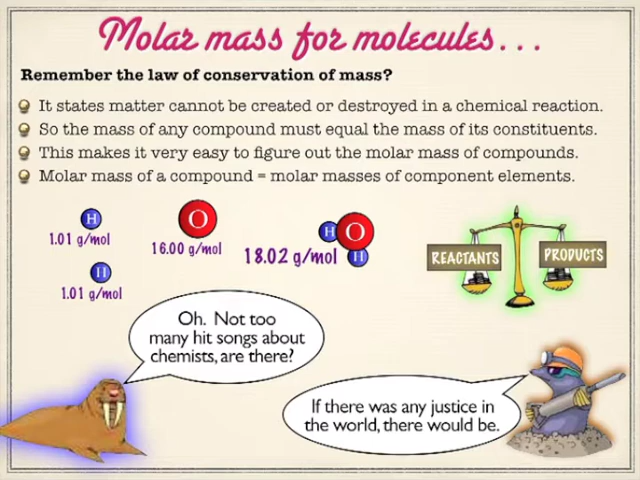 Molar mass for molecules...
Remember the law of conservation of mass?
It states matter cannot be created or destroyed in a chemical reaction.
So the mass of any compound must equal the mass of its constituents.
This makes it very easy to figure out the molar mass of compounds.
Molar mass of a compound = molar masses of component elements.
H
1.01 g/mol
O
16.00 g/mol
H O
H
18.02 g/mol
H
1.01 g/mol
REACTANTS
PRODUCTS
Oh. Not too
many hit songs about
chemists, are there?
If there was any justice in
the world, there would be.